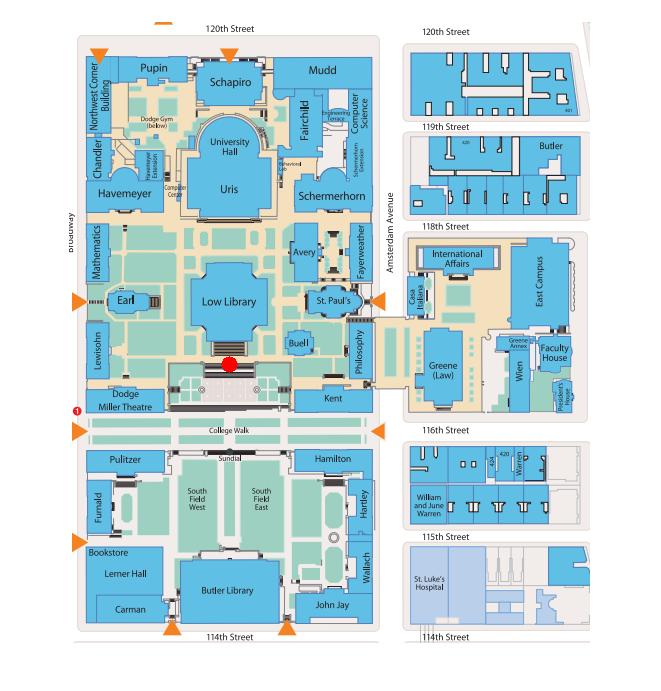 120th Street
120th Street
Northwest Corner
Building
Pupin
Schapiro
Mudd
Dodge Gym
(below)
Fairchild
Engineering
Terrace
Computer
Science
401
119th Street
Chandler
Havemeyer
Extension
University
Hall
Uris
Computer
Center
Schermerhorn
Extension
420
Butler
Havemeyer
Schermerhorn
Broadway
Amsterdam Avenue
118th Street
Mathematics
Avery
Fayerweather
International
Affairs
East Campus
Casa
Italiana
Earl
Low Library
St. Paul's
Lewisohn
Buell
Philosophy
Greene
(Law)
Greene
Annex
Wien
Faculty
House
President's
House
Dodge
Miller Theatre
Kent
1
College Walk
116th Street
Sundial
Pulitzer
Hamilton
424
420
Warren
Furnald
South
Field
West
South
Field
East
Hartley
William
and June
Warren
115th Street
Bookstore
Lerner Hall
Wallach
St. Luke's
Hospital
Butler Library
Carman
John Jay
114th Street
114th Street